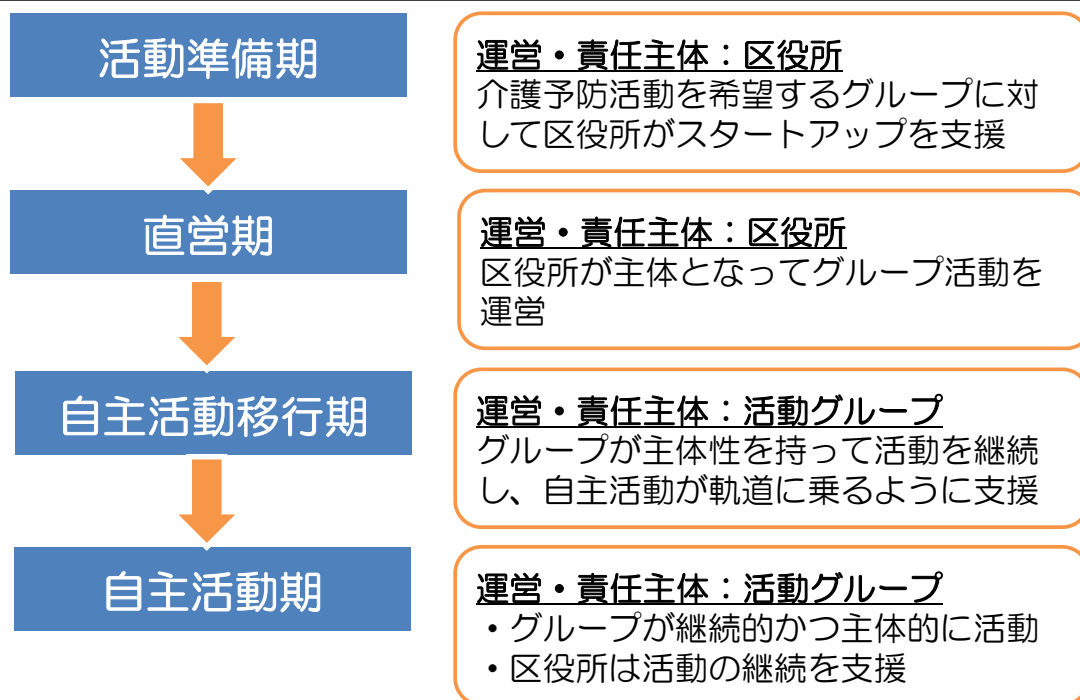 活動準備期
運営・責任主体：区役所
介護予防活動を希望するグループに対
して区役所がスタートアップを支援
直営期
運営・責任主体：区役所
区役所が主体となってグループ活動を
運営
自主活動移行期
運営・責任主体：活動グループ
グループが主体性を持って活動を継続
し、自主活動が軌道に乗るように支援
自主活動期
運営・責任主体：活動グループ
・グループが継続的かつ主体的に活動
・区役所は活動の継続を支援